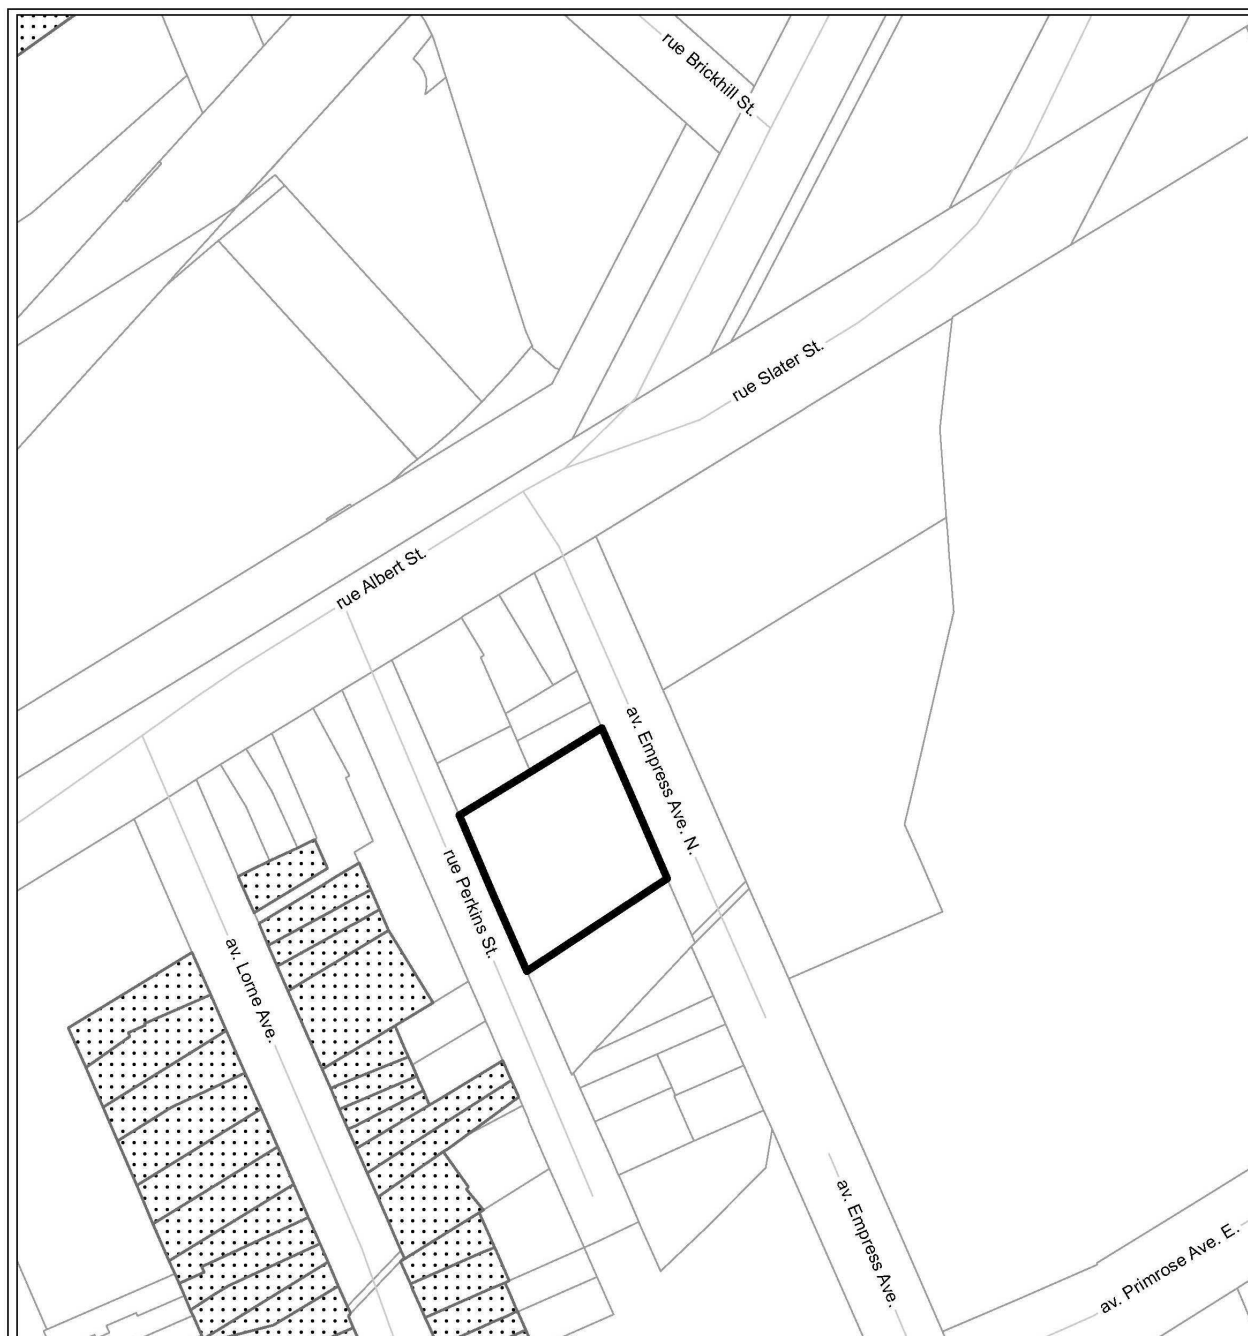 rue Brickhill St.
rue Slater St.
rue Albert St.
av. Empress Ave. N.
rue Perkins St.
av. Lorne Ave.
av. Empress Ave.
av. Primrose Ave. E.